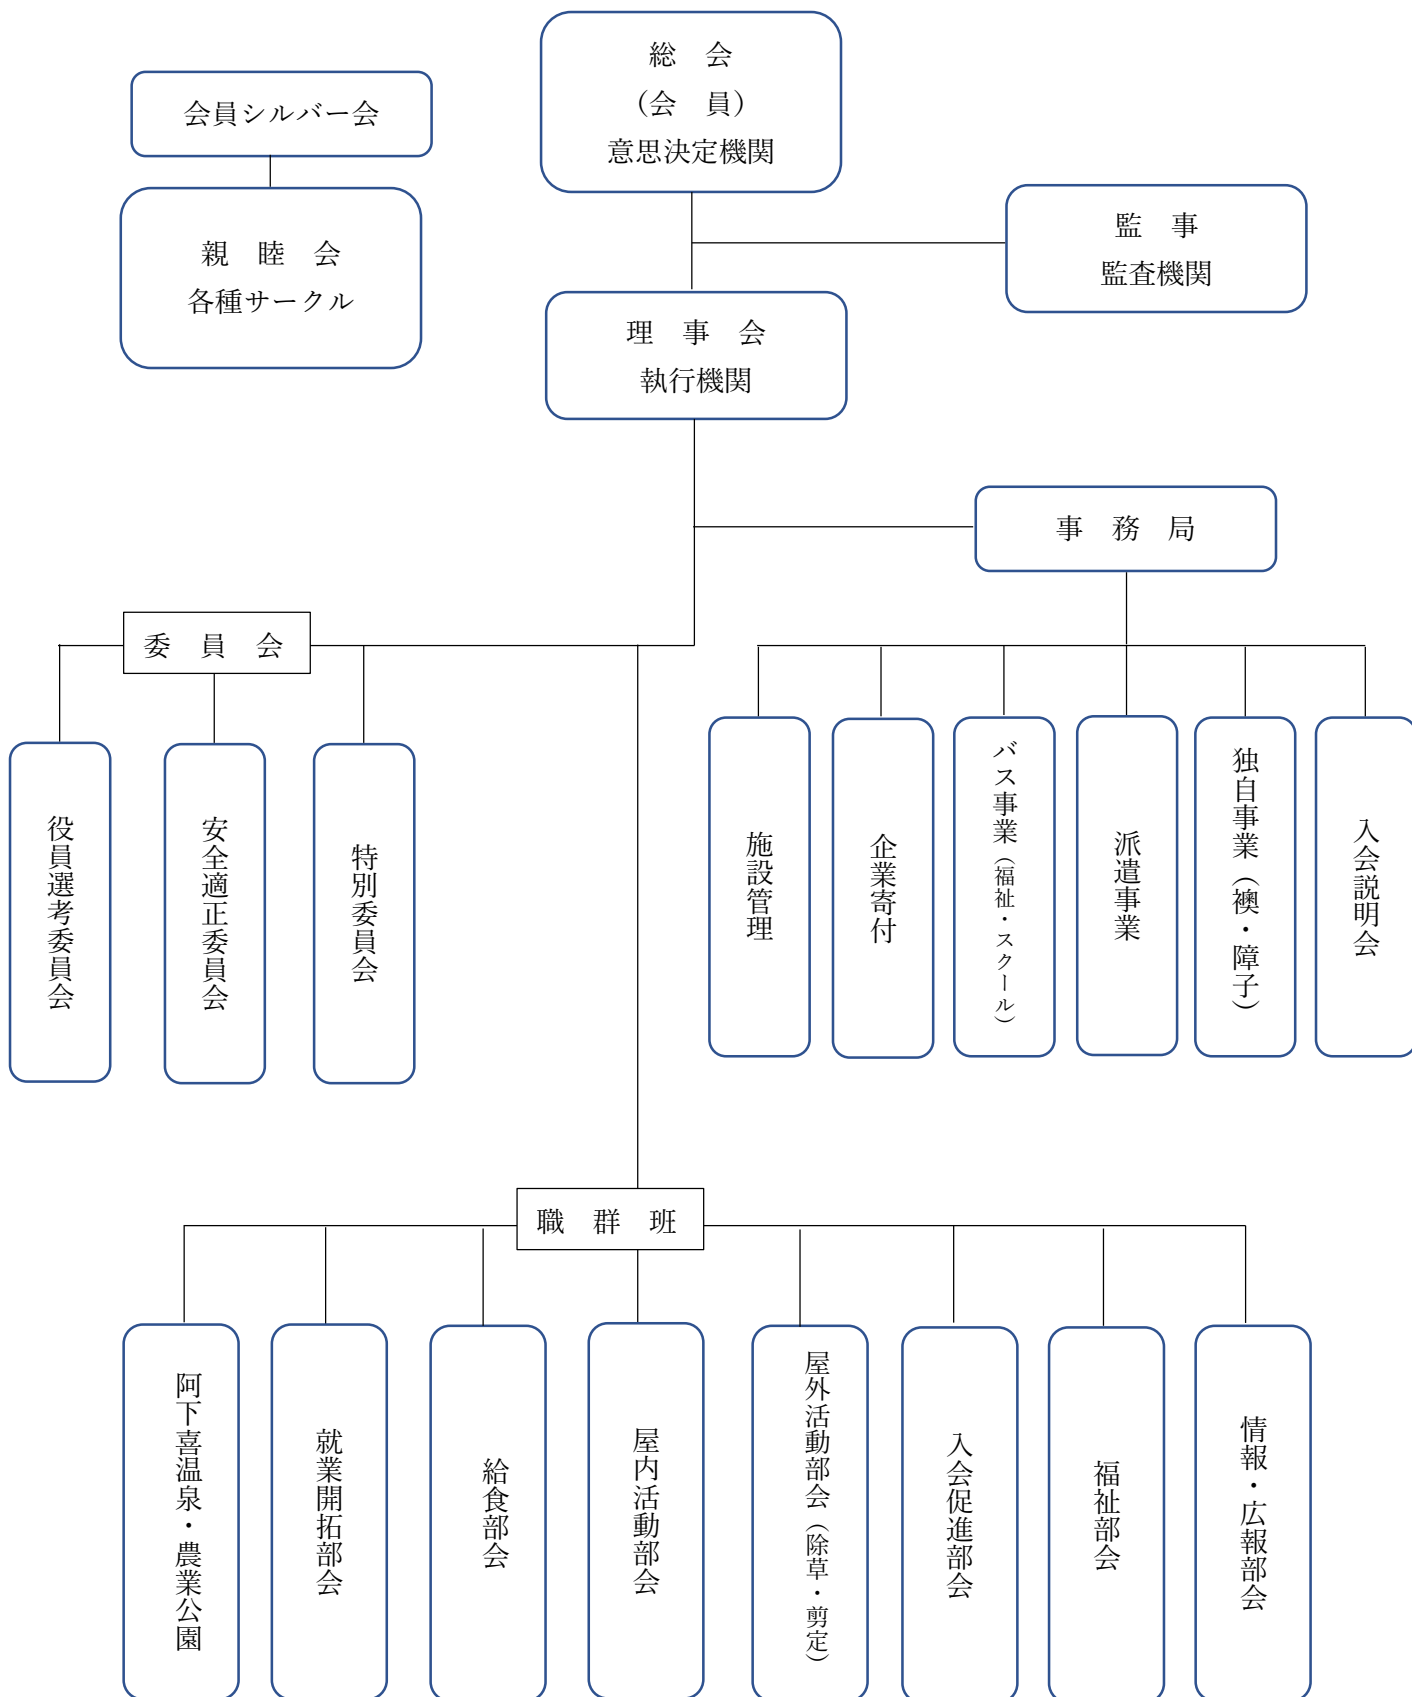 総　会
（会　員）
意思決定機関
会員シルバー会
親　睦　会
各種サークル
監　事
監査機関
理　事　会
執行機関
事　務　局
委　員　会
役員選考委員会
安全適正委員会
特別委員会
施設管理
企業寄付
バス事業（福祉・スクール）
派遣事業
独自事業（襖・障子）
入会説明会
職　群　班
阿下喜温泉・農業公園
就業開拓部会
給食部会
屋内活動部会
屋外活動部会（除草・剪定）
入会促進部会
福祉部会
情報・広報部会